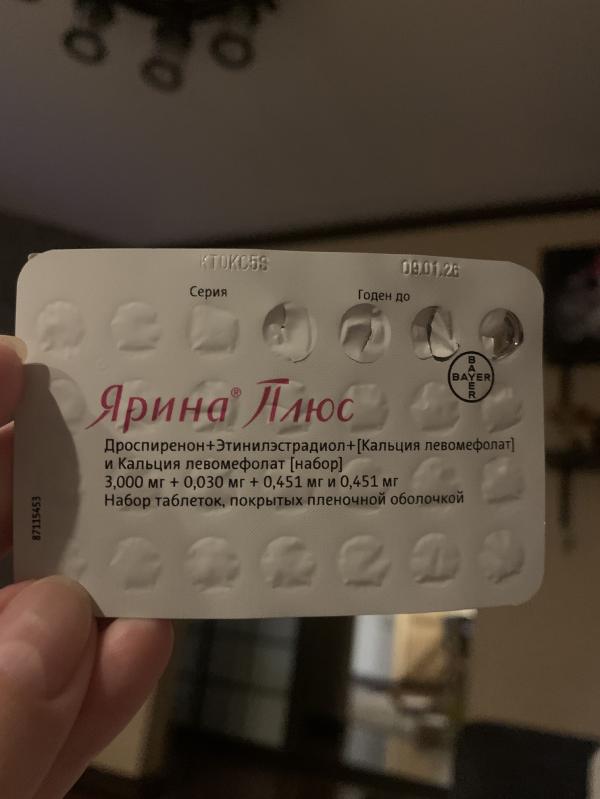 KT0KC5S 09.01.26
Серия Годен до
BAYER
BAYER
Ярина® Плюс
Дроспиренон+Этинилэстрадиол+[Кальция левомефолат]
и Кальция левомефолат [набор]
3,000 мг + 0,030 мг + 0,451 мг и 0,451 мг
Набор таблеток, покрытых пленочной оболочкой
87115453